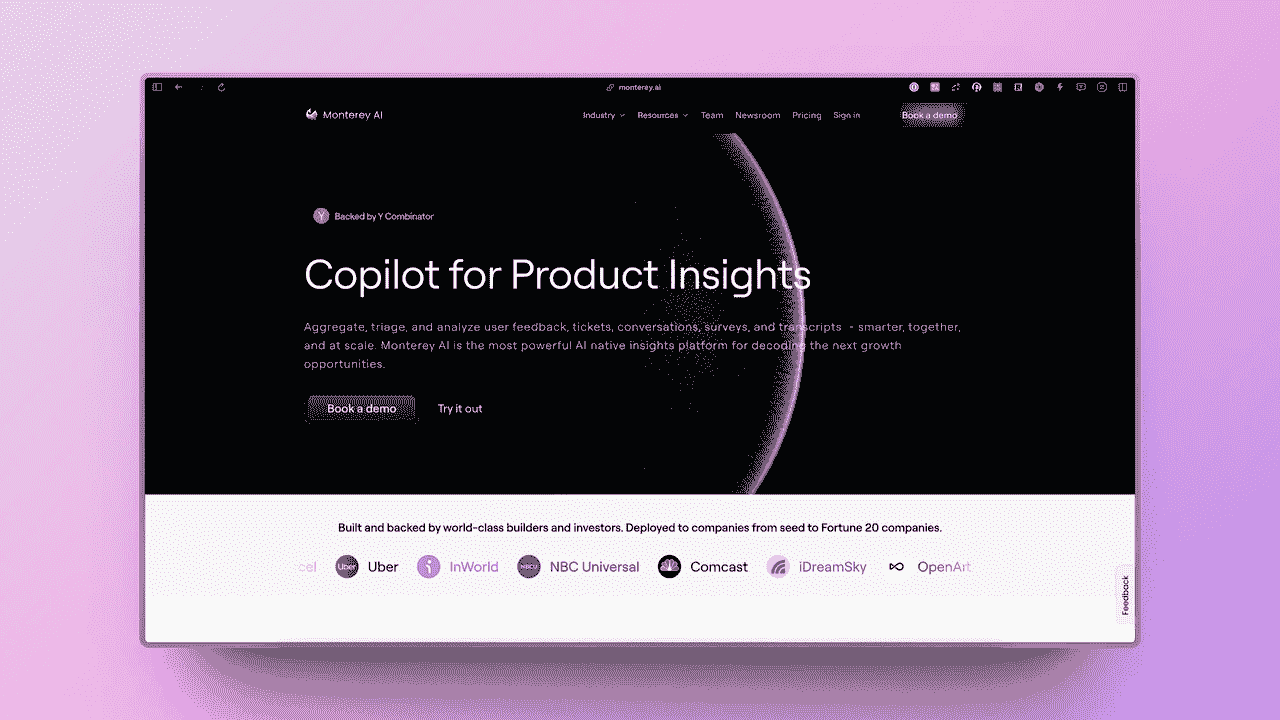 monterey.ai
Monterey AI
Industry Resources Team Newsroom Pricing Sign in Book a demo
Y Backed by Y Combinator
Copilot for Product Insights
Aggregate, triage, and analyze user feedback, tickets, conversations, surveys, and transcripts - smarter, together,
and at scale. Monterey AI is the most powerful AI native insights platform for decoding the next growth
opportunities.
Book a demo Try it out
Built and backed by world-class builders and investors. Deployed to companies from seed to Fortune 20 companies.
cel Uber Uber InWorld NBCU NBC Universal Comcast iDreamSky OpenArt
Feedback